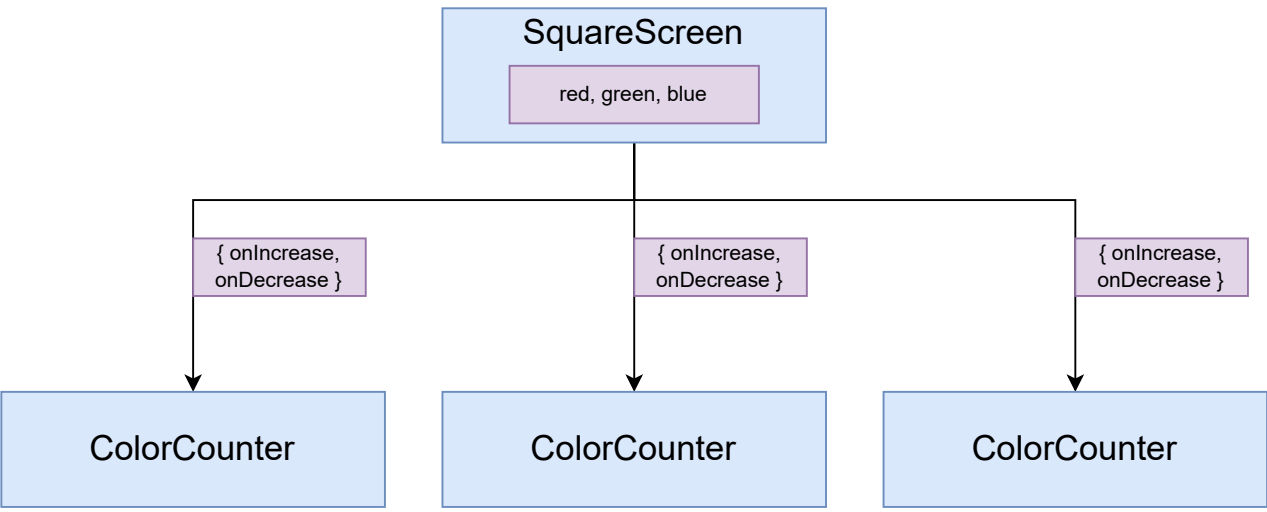 SquareScreen
red, green, blue
{ onIncrease,
onDecrease }
{ onIncrease,
onDecrease }
{ onIncrease,
onDecrease }
ColorCounter
ColorCounter
ColorCounter